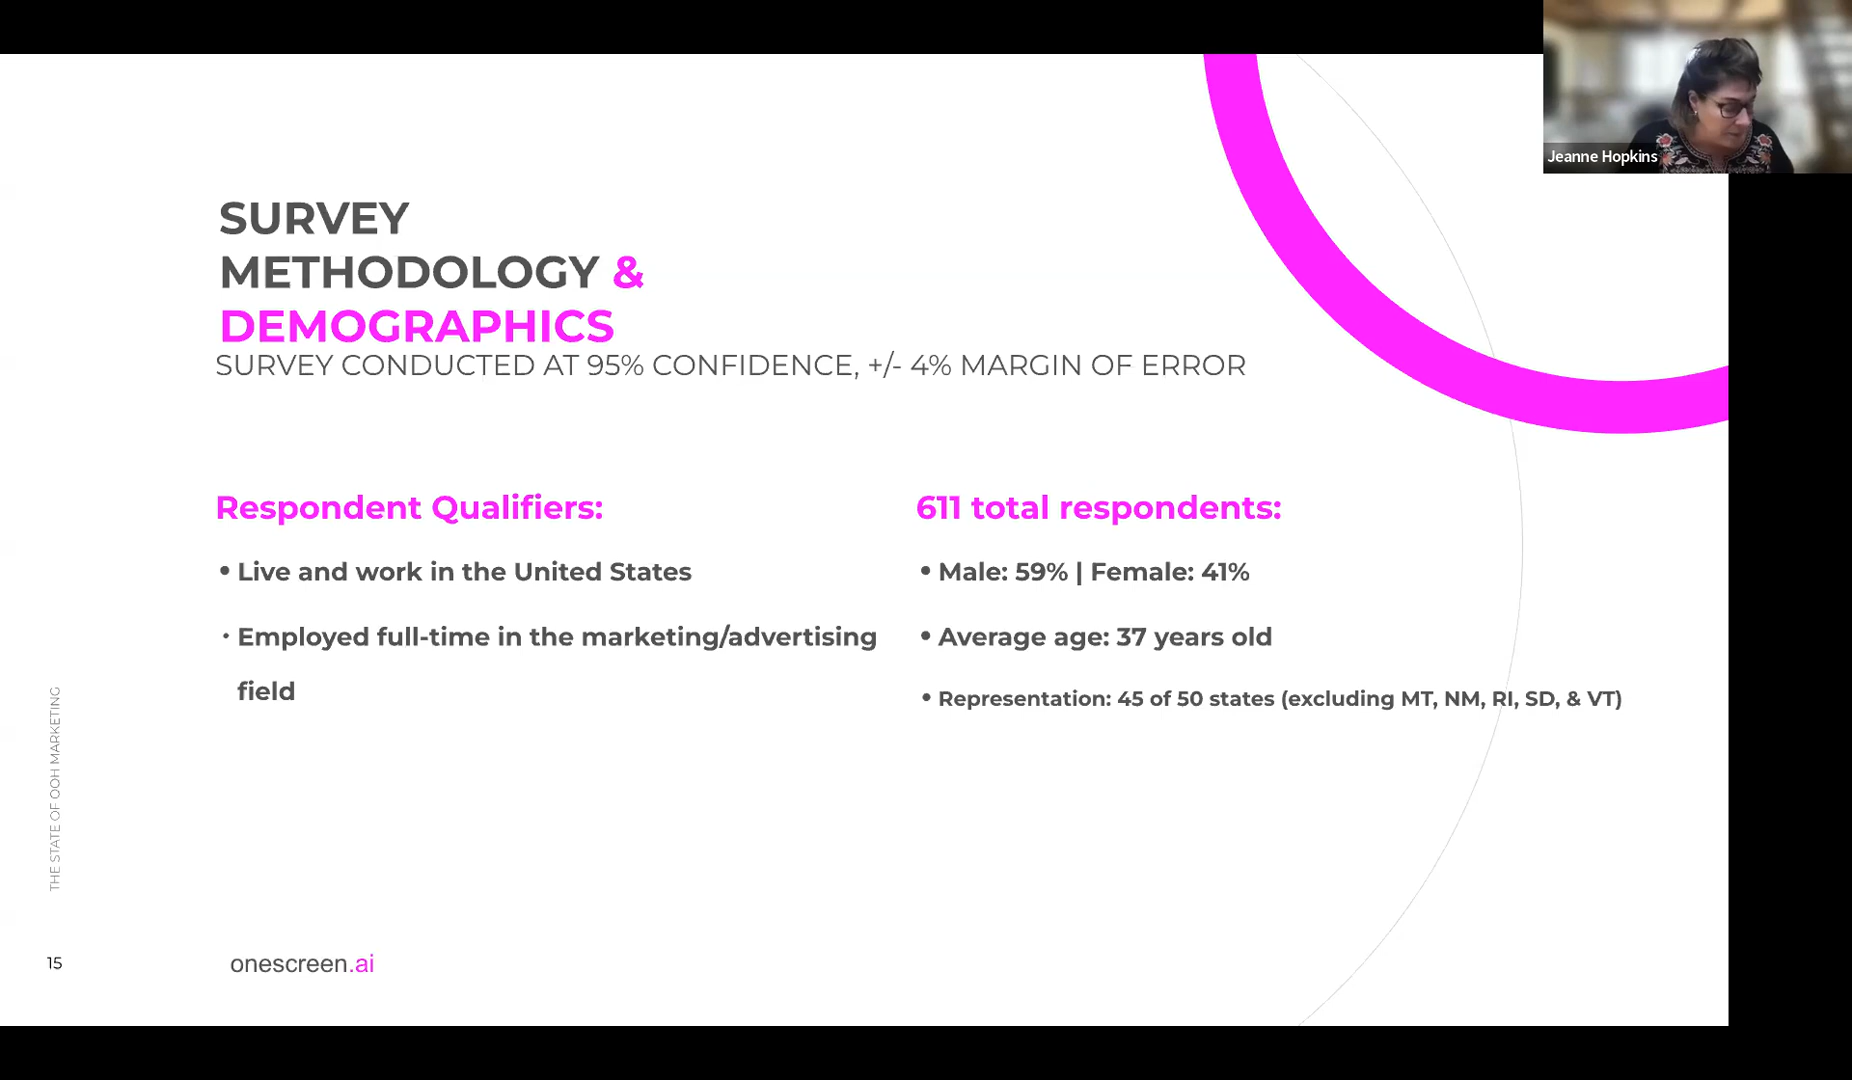 Jeanne Hopkins
SURVEY
METHODOLOGY &
DEMOGRAPHICS
SURVEY CONDUCTED AT 95% CONFIDENCE, +/- 4% MARGIN OF ERROR
Respondent Qualifiers:
• Live and work in the United States
• Employed full-time in the marketing/advertising
field
611 total respondents:
• Male: 59% | Female: 41%
• Average age: 37 years old
• Representation: 45 of 50 states (excluding MT, NM, RI, SD, & VT)
THE STATE OF OOH MARKETING
15
onescreen.ai